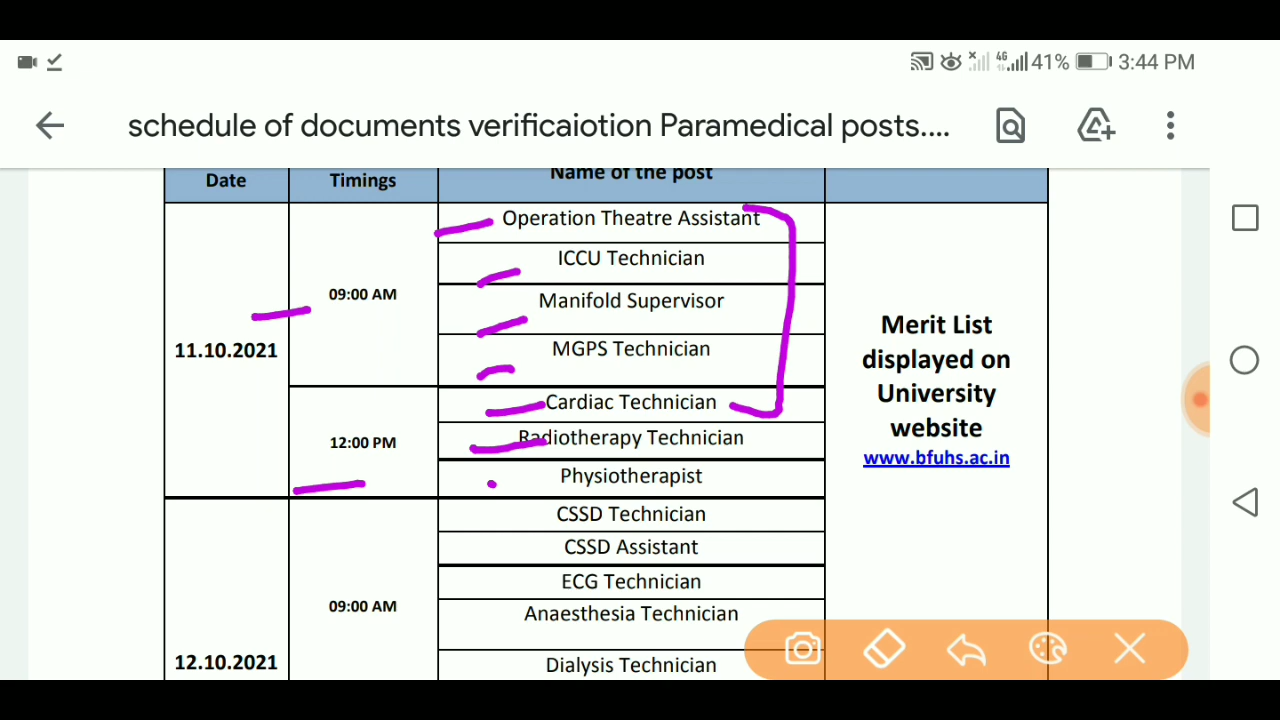 4G 41% 3:44 PM
schedule of documents verificaiotion Paramedical posts....
Date Timings Name of the post
11.10.2021
09:00 AM
Operation Theatre Assistant
ICCU Technician
Manifold Supervisor
MGPS Technician
12:00 PM
Cardiac Technician
Radiotherapy Technician
Physiotherapist
12.10.2021
09:00 AM
CSSD Technician
CSSD Assistant
ECG Technician
Anaesthesia Technician
Dialysis Technician
Merit List
displayed on
University
website
www.bfuhs.ac.in